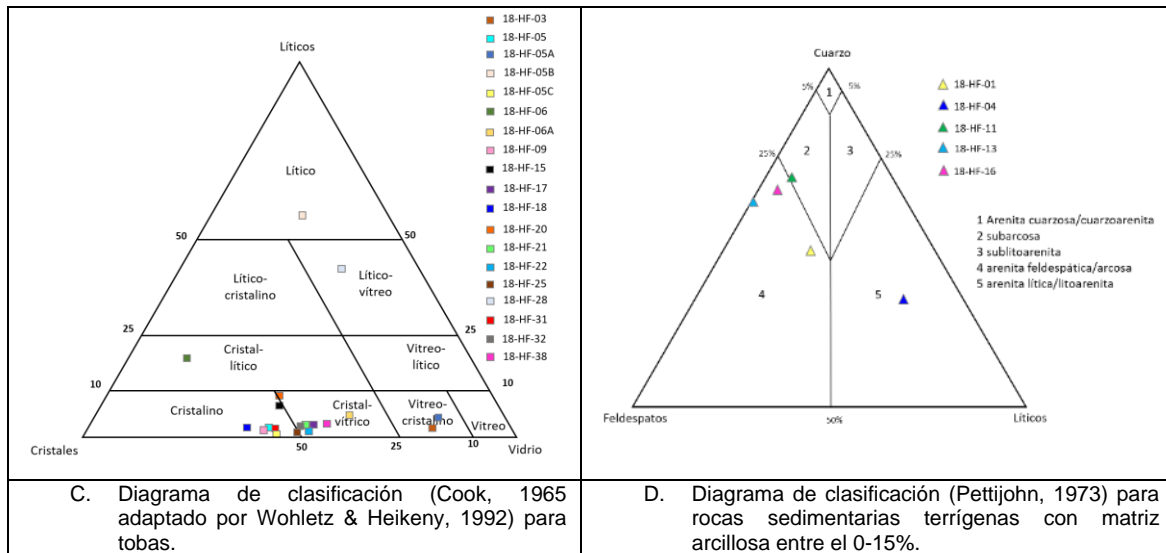 Líticos
18-HF-03
18-HF-05
18-HF-05A
18-HF-05B
18-HF-05C
18-HF-06
18-HF-06A
18-HF-09
18-HF-15
18-HF-17
18-HF-18
18-HF-20
18-HF-21
18-HF-22
18-HF-25
18-HF-28
18-HF-31
18-HF-32
18-HF-38
Lítico
50
50
Lítico-
cristalino
Lítico-
vítreo
25
25
Cristal-
lítico
Vitreo-
lítico
10
10
Cristalino
Cristal-
vítrico
Vitreo-
cristalino
Vitreo
Cristales
50
25
10
Vidrio
C. Diagrama de clasificación (Cook, 1965
adaptado por Wohletz & Heikeny, 1992) para
tobas.
Cuarzo
5%
1
5%
18-HF-01
18-HF-04
18-HF-11
18-HF-13
18-HF-16
25%
2
3
25%
1 Arenita cuarzosa/cuarzoarenita
2 subarcosa
3 sublitoarenita
4 arenita feldespática/arcosa
5 arenita lítica/litoarenita
4
5
Feldespatos
50%
Líticos
D. Diagrama de clasificación (Pettijohn, 1973) para
rocas sedimentarias terrígenas con matriz
arcillosa entre el 0-15%.